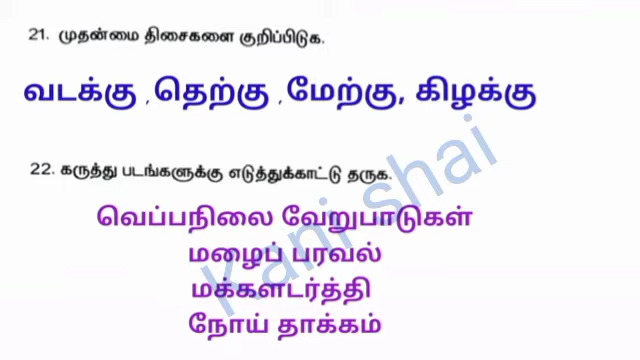 21. முதன்மை திசைகளை குறிப்பிடுக.
வடக்கு ,தெற்கு ,மேற்கு, கிழக்கு
22. கருத்து படங்களுக்கு எடுத்துக்காட்டு தருக.
வெப்பநிலை வேறுபாடுகள்
மழைப் பரவல்
மக்களடர்த்தி
நோய் தாக்கம்
Kani shai